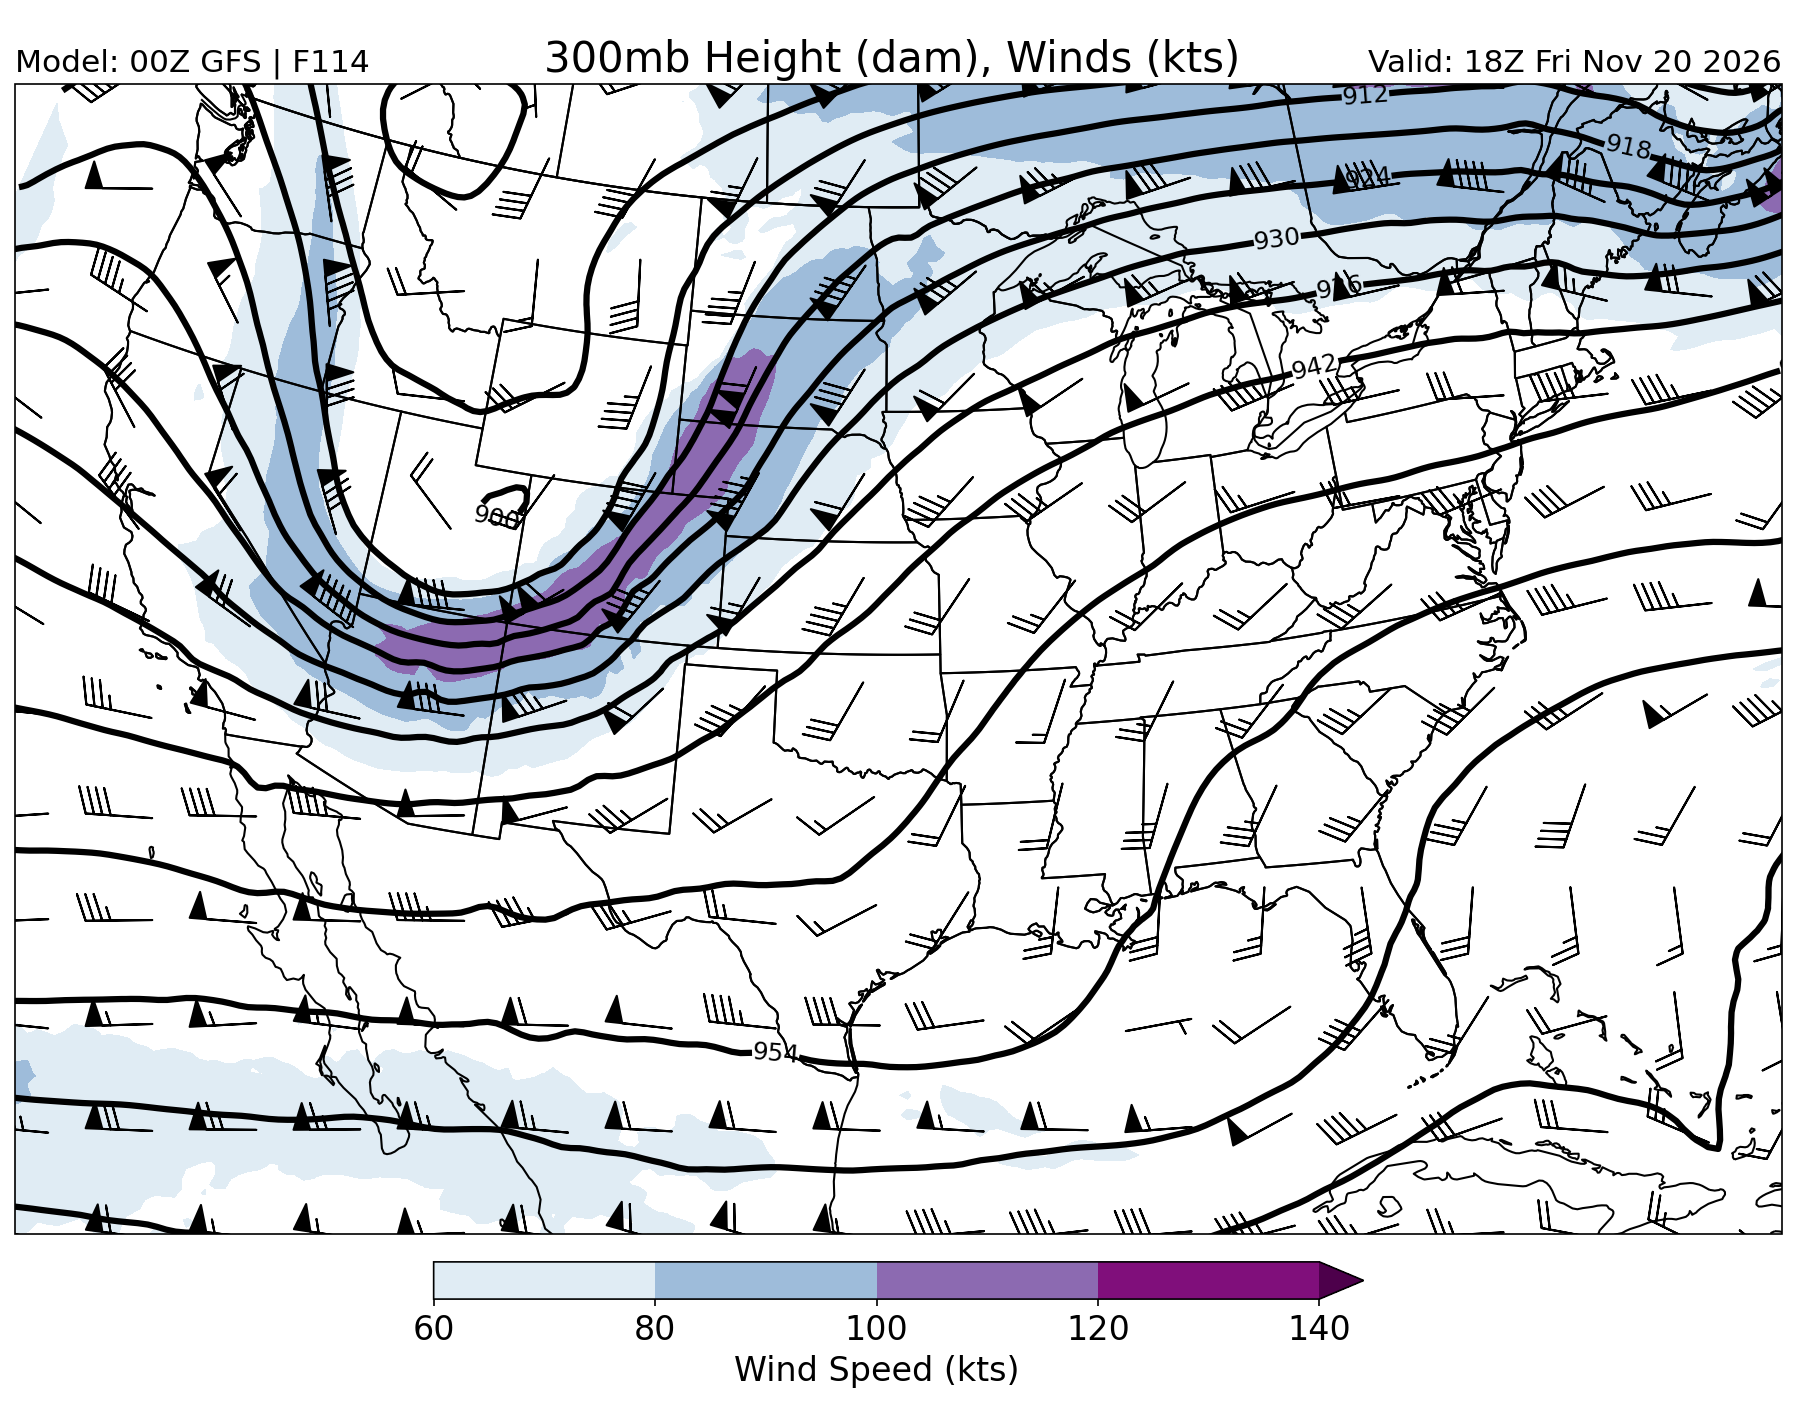 Model: 00Z GFS | F114
300mb Height (dam), Winds (kts)
Valid: 18Z Fri Nov 20 2026
912
918
924
930
936
942
900
954
60 80 100 120 140
Wind Speed (kts)